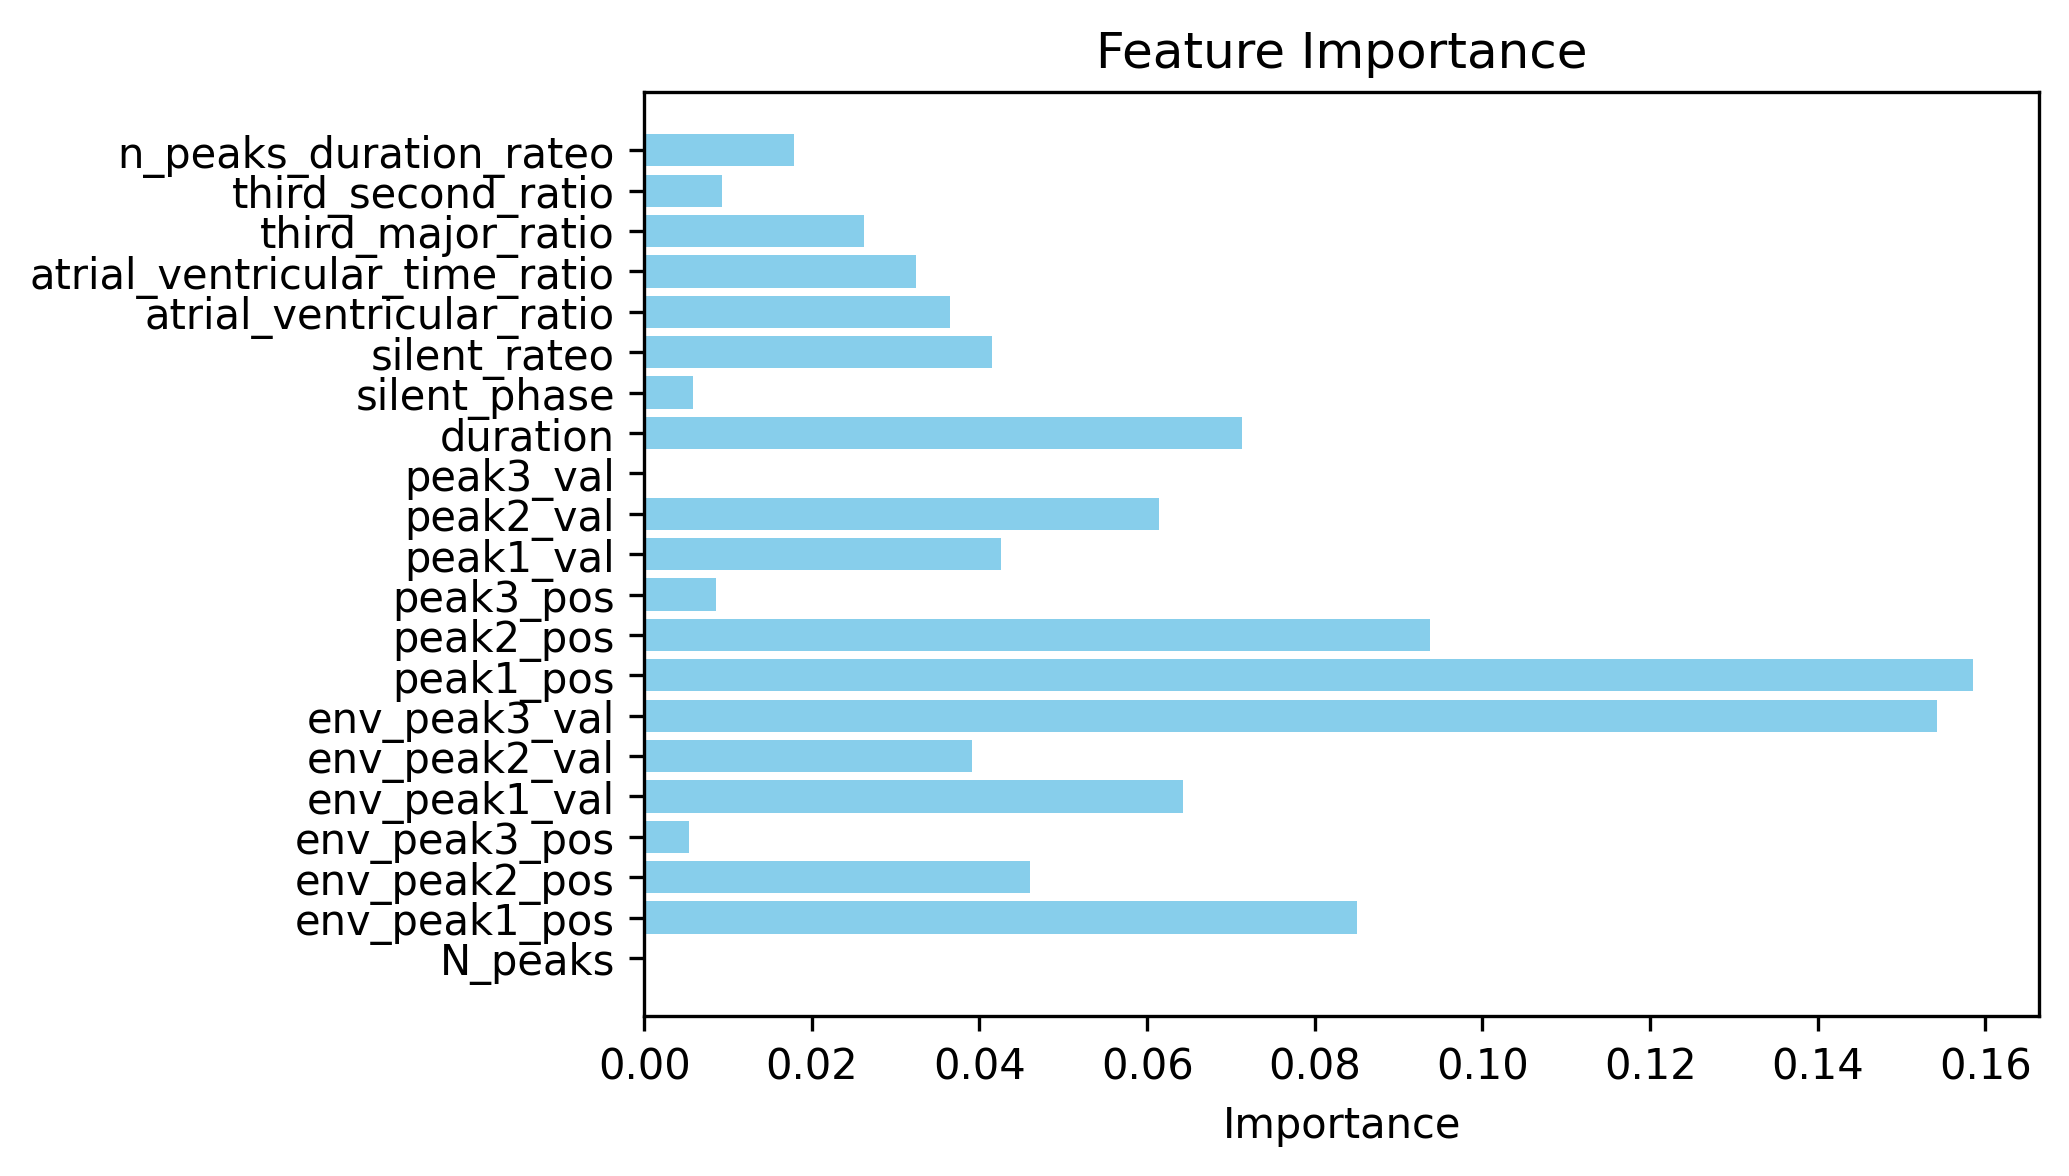 Feature Importance
n_peaks_duration_rateo
third_second_ratio
third_major_ratio
atrial_ventricular_time_ratio
atrial_ventricular_ratio
silent_rateo
silent_phase
duration
peak3_val
peak2_val
peak1_val
peak3_pos
peak2_pos
peak1_pos
env_peak3_val
env_peak2_val
env_peak1_val
env_peak3_pos
env_peak2_pos
env_peak1_pos
N_peaks
0.00 0.02 0.04 0.06 0.08 0.10 0.12 0.14 0.16
Importance